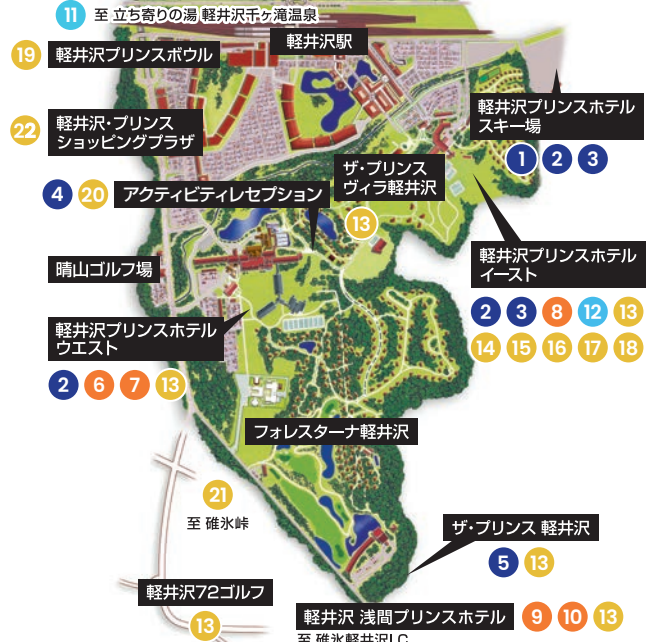 11 至 立ち寄りの湯 軽井沢千ヶ滝温泉
19 軽井沢プリンスボウル
軽井沢駅
22 軽井沢・プリンス
ショッピングプラザ
軽井沢プリンスホテル
スキー場
1 2 3
ザ・プリンス
ヴィラ軽井沢
13
4 20 アクティビティレセプション
晴山ゴルフ場
軽井沢プリンスホテル
イースト
2 3 8 12 13
14 15 16 17 18
軽井沢プリンスホテル
ウエスト
2 6 7 13
フォレスターナ軽井沢
21
至 碓氷峠
ザ・プリンス 軽井沢
5 13
軽井沢72ゴルフ
13
軽井沢 浅間プリンスホテル 9 10 13
至 碓氷軽井沢I.C